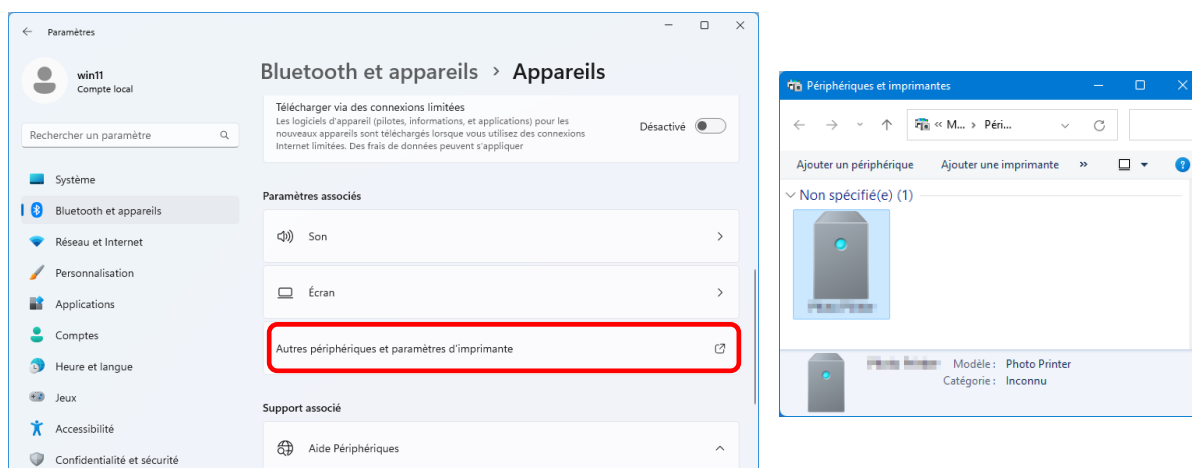 Paramètres
win11
Compte local
Rechercher un paramètre
Système
Bluetooth et appareils
Réseau et Internet
Personnalisation
Applications
Comptes
Heure et langue
Jeux
Accessibilité
Confidentialité et sécurité
Bluetooth et appareils > Appareils
Télécharger via des connexions limitées
Les logiciels d'appareil (pilotes, informations, et applications) pour les
nouveaux appareils sont téléchargés lorsque vous utilisez des connexions
Internet limitées. Des frais de données peuvent s'appliquer
Désactivé
Paramètres associés
Son
Écran
Autres périphériques et paramètres d'imprimante
Support associé
Aide Périphériques
Périphériques et imprimantes
« M... > Péri...
Ajouter un périphérique Ajouter une imprimante »
Non spécifié(e) (1)
Modèle : Photo Printer
Catégorie : Inconnu